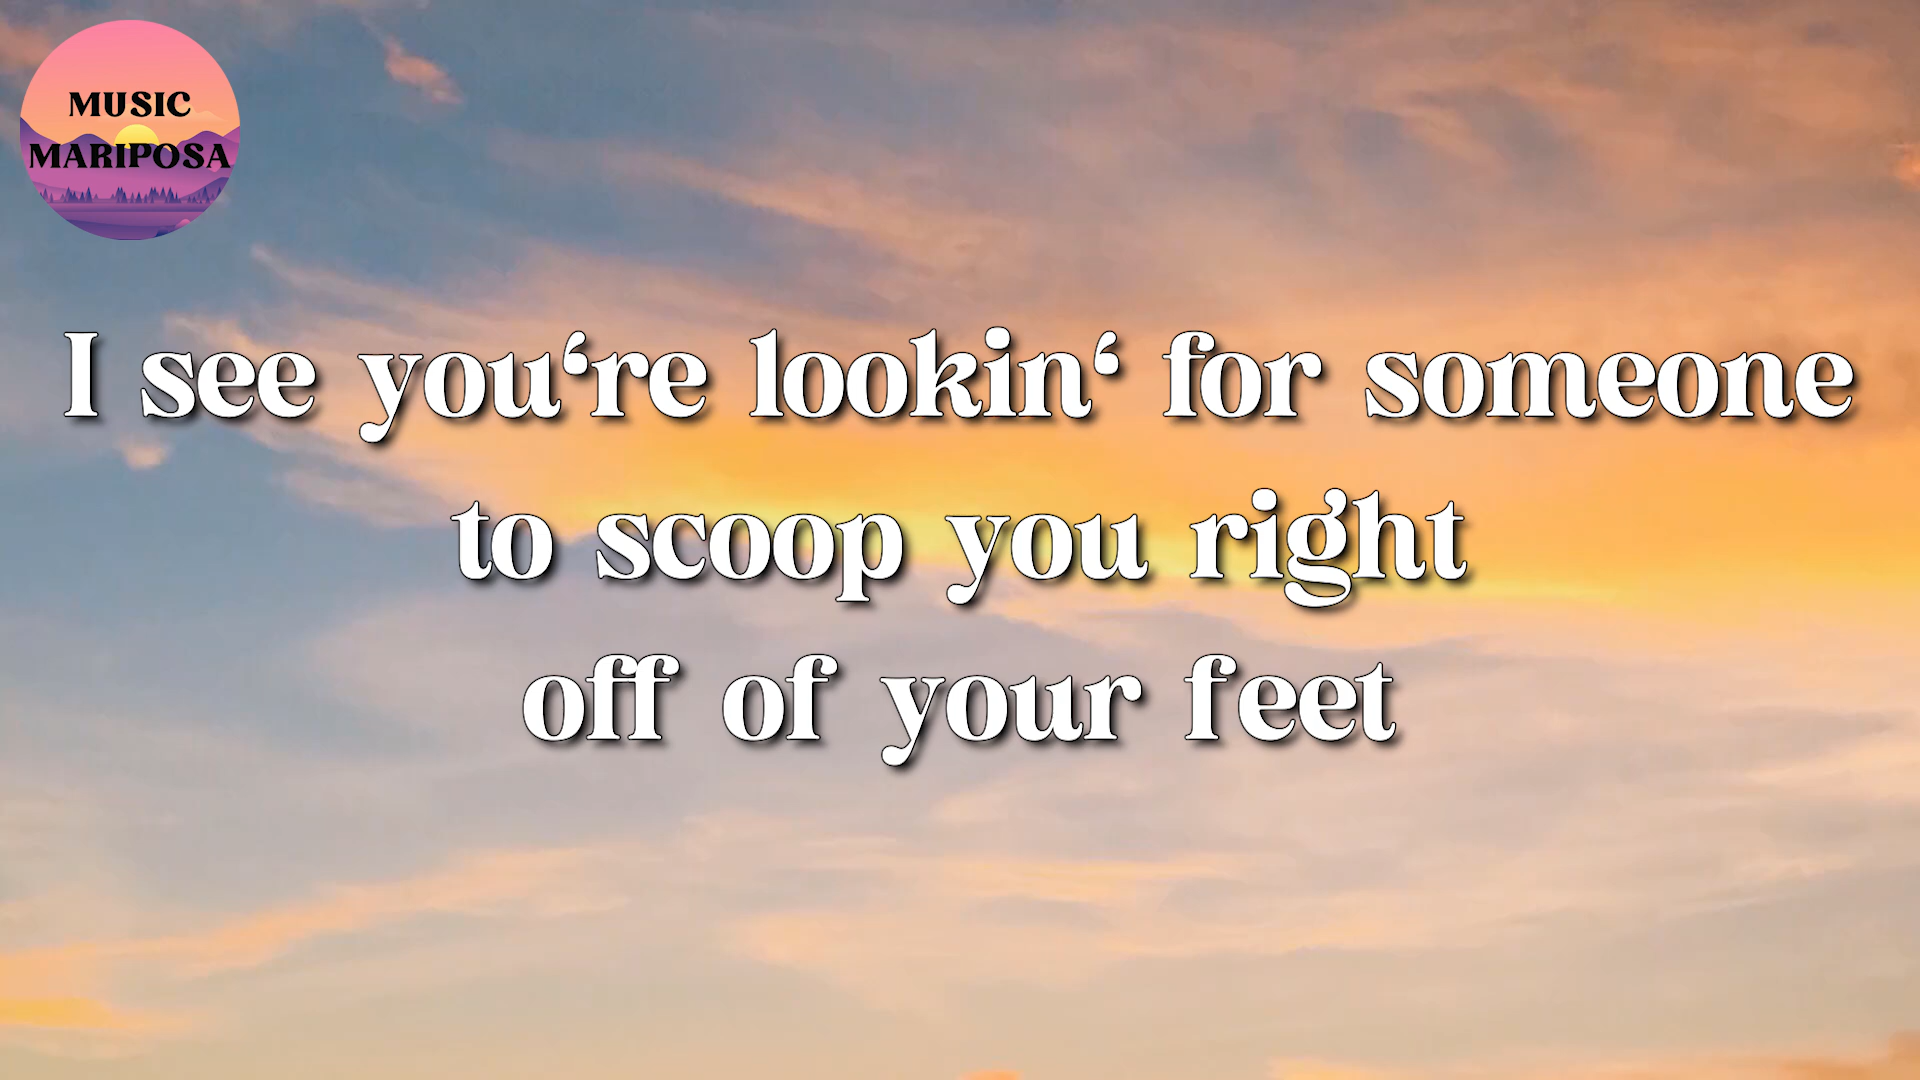 MUSIC
MARIPOSA
I see you‘re lookin‘ for someone
to scoop you right
off of your feet